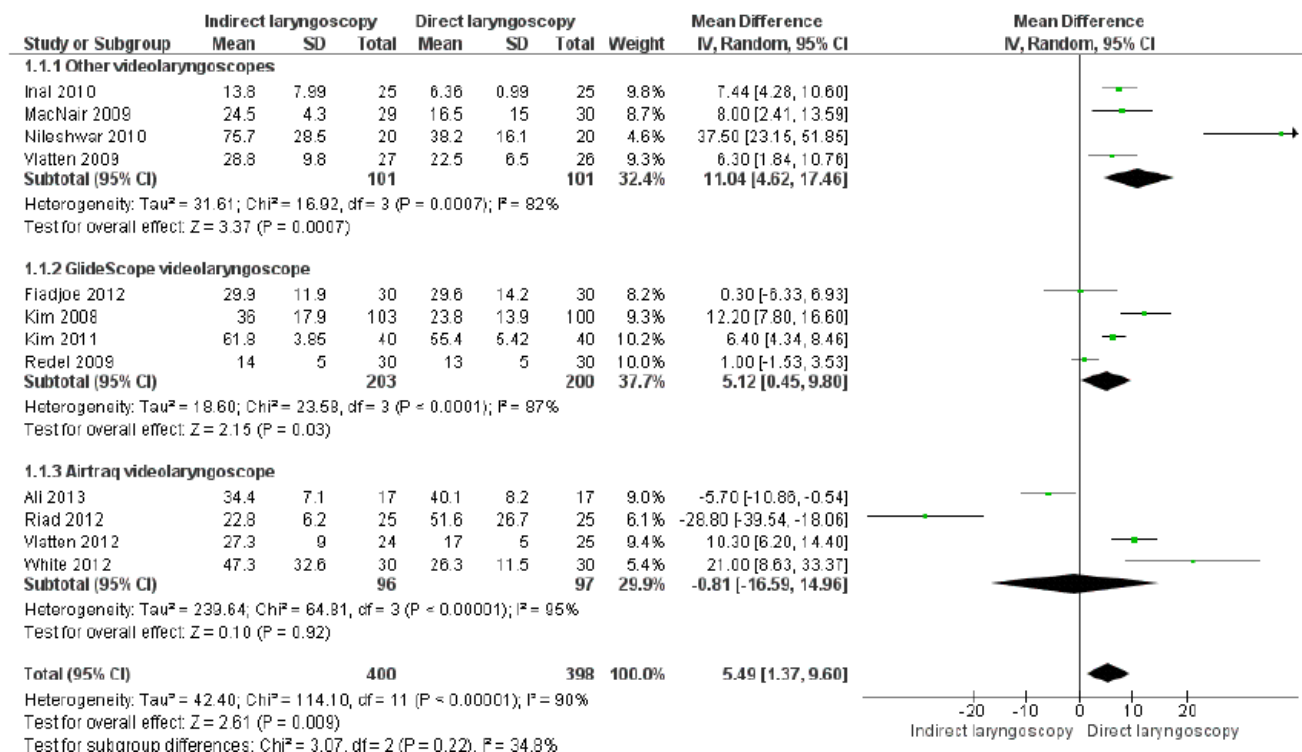 Indirect laryngoscopy Direct laryngoscopy Mean Difference Mean Difference
Study or Subgroup Mean SD Total Mean SD Total Weight IV, Random, 95% CI IV, Random, 95% CI
1.1.1 Other videolaryngoscopes
Inal 2010 13.8 7.99 25 6.36 0.99 25 9.8% 7.44 [4.28, 10.60]
MacNair 2009 24.5 4.3 29 16.5 15 30 8.7% 8.00 [2.41, 13.59]
Nileshwar 2010 75.7 28.5 20 38.2 16.1 20 4.6% 37.50 [23.15, 51.85]
Vlatten 2009 28.8 9.8 27 22.5 6.5 26 9.3% 6.30 [1.84, 10.76]
Subtotal (95% CI) 101 101 32.4% 11.04 [4.62, 17.46]
Heterogeneity: Tau² = 31.61; Chi² = 16.92, df = 3 (P = 0.0007); I² = 82%
Test for overall effect: Z = 3.37 (P = 0.0007)
1.1.2 GlideScope videolaryngoscope
Fiadjoe 2012 29.9 11.9 30 29.6 14.2 30 8.2% 0.30 [-6.33, 6.93]
Kim 2008 36 17.9 103 23.8 13.9 100 9.3% 12.20 [7.80, 16.60]
Kim 2011 61.8 3.85 40 55.4 5.42 40 10.2% 6.40 [4.34, 8.46]
Redel 2009 14 5 30 13 5 30 10.0% 1.00 [-1.53, 3.53]
Subtotal (95% CI) 203 200 37.7% 5.12 [0.45, 9.80]
Heterogeneity: Tau² = 18.60; Chi² = 23.58, df = 3 (P < 0.0001); I² = 87%
Test for overall effect: Z = 2.15 (P = 0.03)
1.1.3 Airtraq videolaryngoscope
Ali 2013 34.4 7.1 17 40.1 8.2 17 9.0% -5.70 [-10.86, -0.54]
Riad 2012 22.8 6.2 25 51.6 26.7 25 6.1% -28.80 [-39.54, -18.06]
Vlatten 2012 27.3 9 24 17 5 25 9.4% 10.30 [6.20, 14.40]
White 2012 47.3 32.6 30 26.3 11.5 30 5.4% 21.00 [8.63, 33.37]
Subtotal (95% CI) 96 97 29.9% -0.81 [-16.59, 14.96]
Heterogeneity: Tau² = 239.64; Chi² = 64.81, df = 3 (P < 0.00001); I² = 95%
Test for overall effect: Z = 0.10 (P = 0.92)
Total (95% CI) 400 398 100.0% 5.49 [1.37, 9.60]
Heterogeneity: Tau² = 42.40; Chi² = 114.10, df = 11 (P < 0.00001); I² = 90%
Test for overall effect: Z = 2.61 (P = 0.009)
Test for subgroup differences: Chi² = 3.07, df = 2 (P = 0.22), I² = 34.8%
-20 -10 0 10 20
Indirect laryngoscopy Direct laryngoscopy